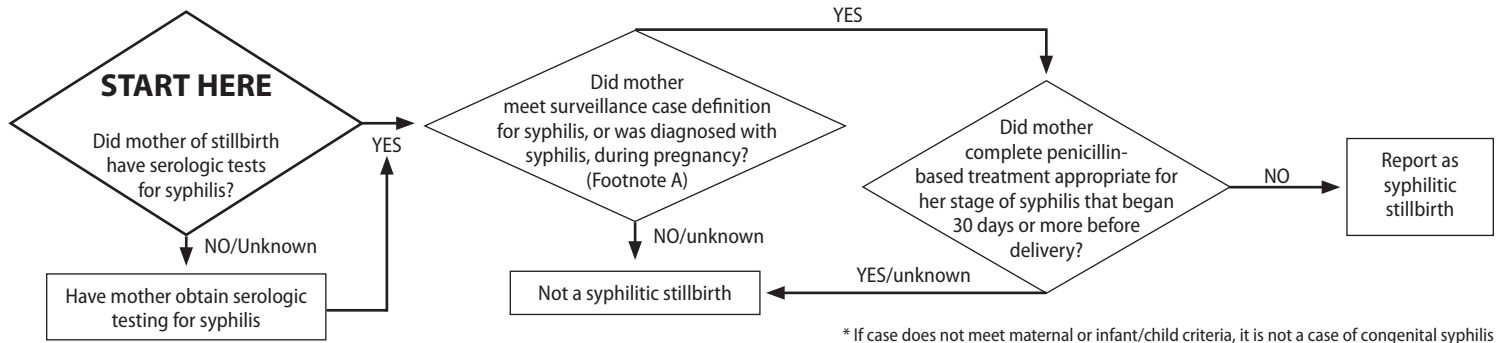 START HERE
Did mother of stillbirth
have serologic tests
for syphilis?
NO/Unknown
Have mother obtain serologic
testing for syphilis
YES
Did mother
meet surveillance case definition
for syphilis, or was diagnosed with
syphilis, during pregnancy?
(Footnote A)
NO/unknown
Not a syphilitic stillbirth
YES
Did mother
complete penicillin-
based treatment appropriate for
her stage of syphilis that began
30 days or more before
delivery?
YES/unknown
NO
Report as
syphilitic
stillbirth
* If case does not meet maternal or infant/child criteria, it is not a case of congenital syphilis